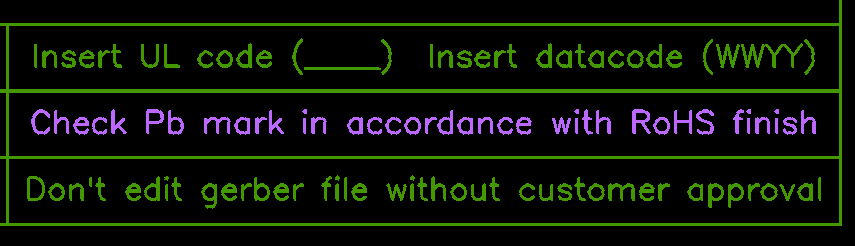 Insert UL code (____) Insert datacode (WWYY)
Check Pb mark in accordance with RoHS finish
Don't edit gerber file without customer approval